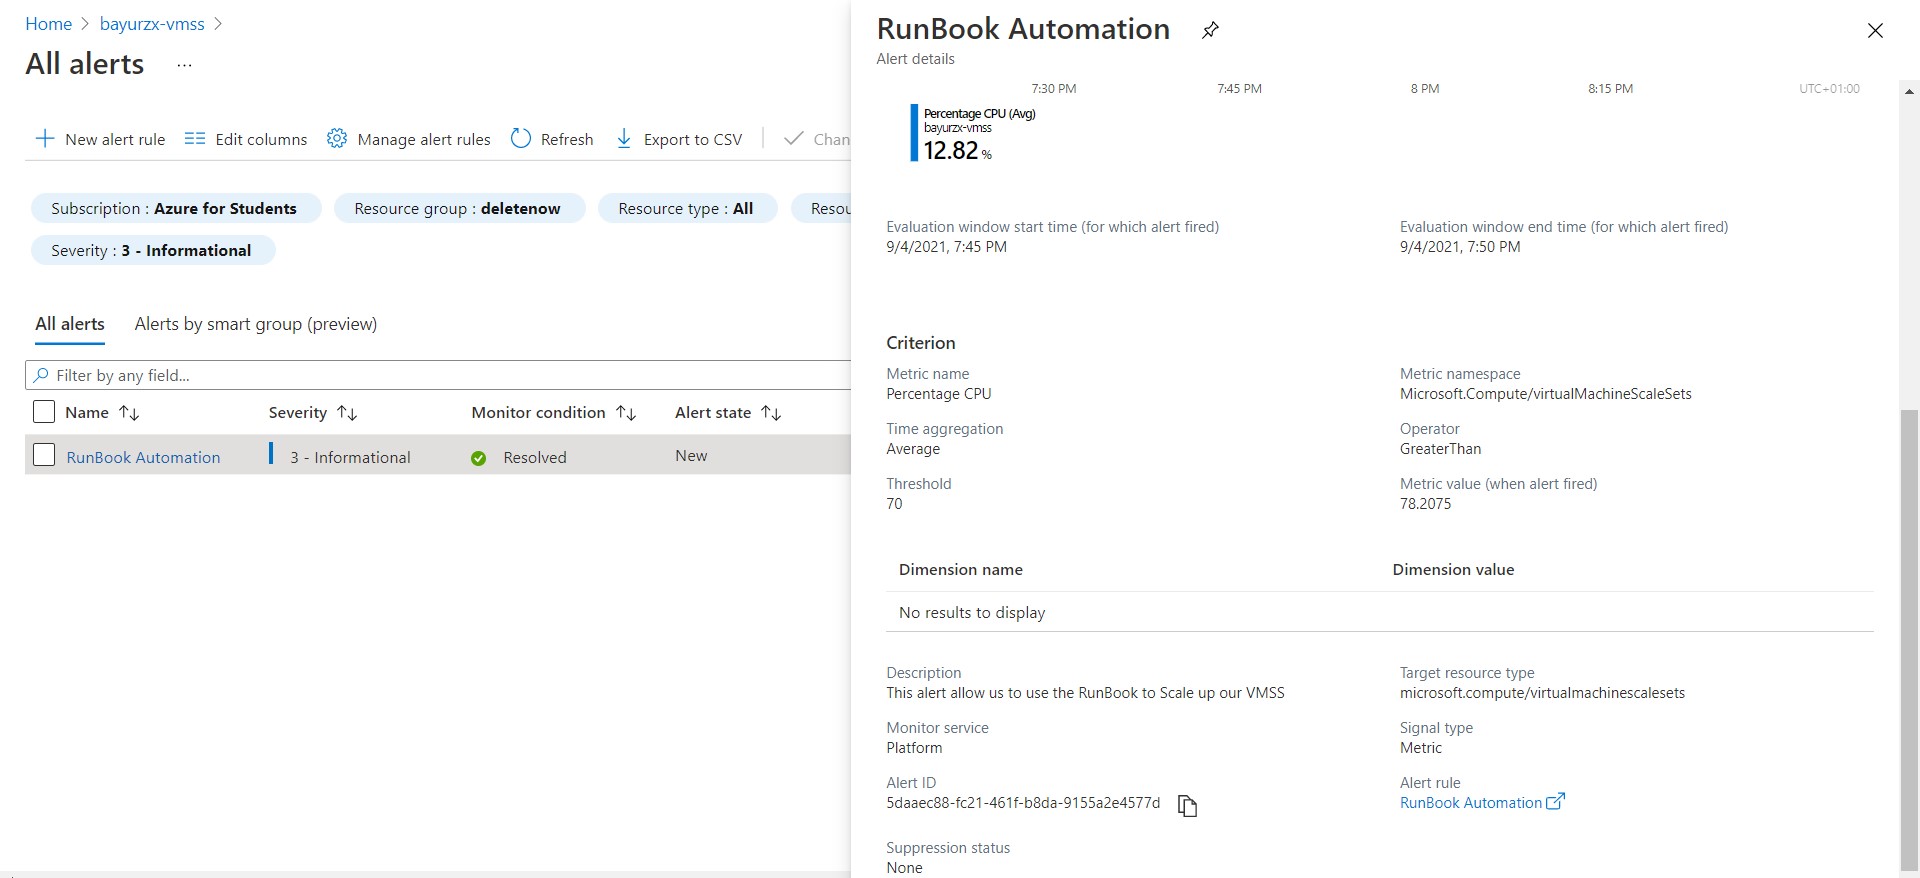 Home > bayurzx-vmss >
All alerts ...
New alert rule Edit columns Manage alert rules Refresh Export to CSV
Subscription : Azure for Students Resource group : deletenow Resource type : All
Severity : 3 - Informational
All alerts Alerts by smart group (preview)
Filter by any field...
Name Severity Monitor condition Alert state
RunBook Automation 3 - Informational Resolved New
RunBook Automation
Alert details
7:30 PM 7:45 PM 8 PM 8:15 PM UTC+01:00
Percentage CPU (Avg)
bayurzx-vmss
12.82 %
Evaluation window start time (for which alert fired) Evaluation window end time (for which alert fired)
9/4/2021, 7:45 PM 9/4/2021, 7:50 PM
Criterion
Metric name Metric namespace
Percentage CPU Microsoft.Compute/virtualMachineScaleSets
Time aggregation Operator
Average GreaterThan
Threshold Metric value (when alert fired)
70 78.2075
Dimension name Dimension value
No results to display
Description Target resource type
This alert allow us to use the RunBook to Scale up our VMSS microsoft.compute/virtualmachinescalesets
Monitor service Signal type
Platform Metric
Alert ID Alert rule
5daaec88-fc21-461f-b8da-9155a2e4577d RunBook Automation
Suppression status
None